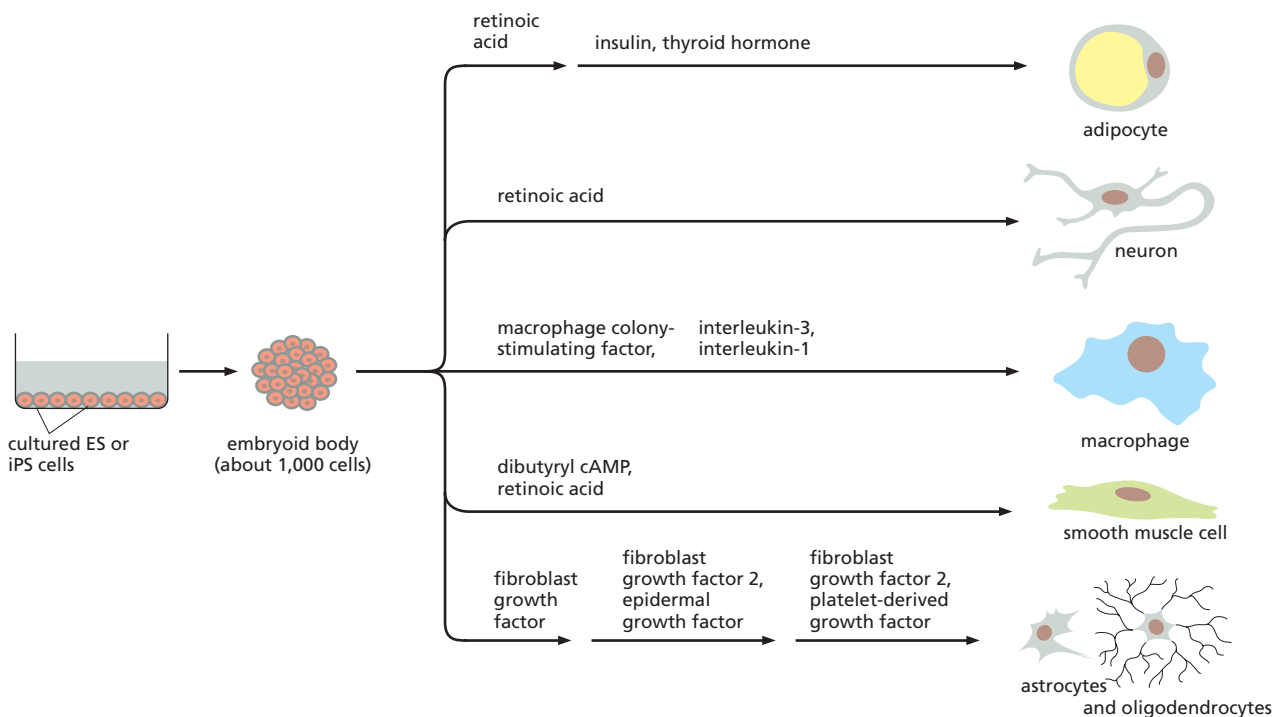 retinoic
acid
insulin, thyroid hormone
adipocyte
retinoic acid
neuron
macrophage colony-
stimulating factor,
interleukin-3,
interleukin-1
macrophage
cultured ES or
iPS cells
embryoid body
(about 1,000 cells)
dibutyryl cAMP,
retinoic acid
smooth muscle cell
fibroblast
growth
factor
fibroblast
growth factor 2,
epidermal
growth factor
fibroblast
growth factor 2,
platelet-derived
growth factor
astrocytes
and oligodendrocytes